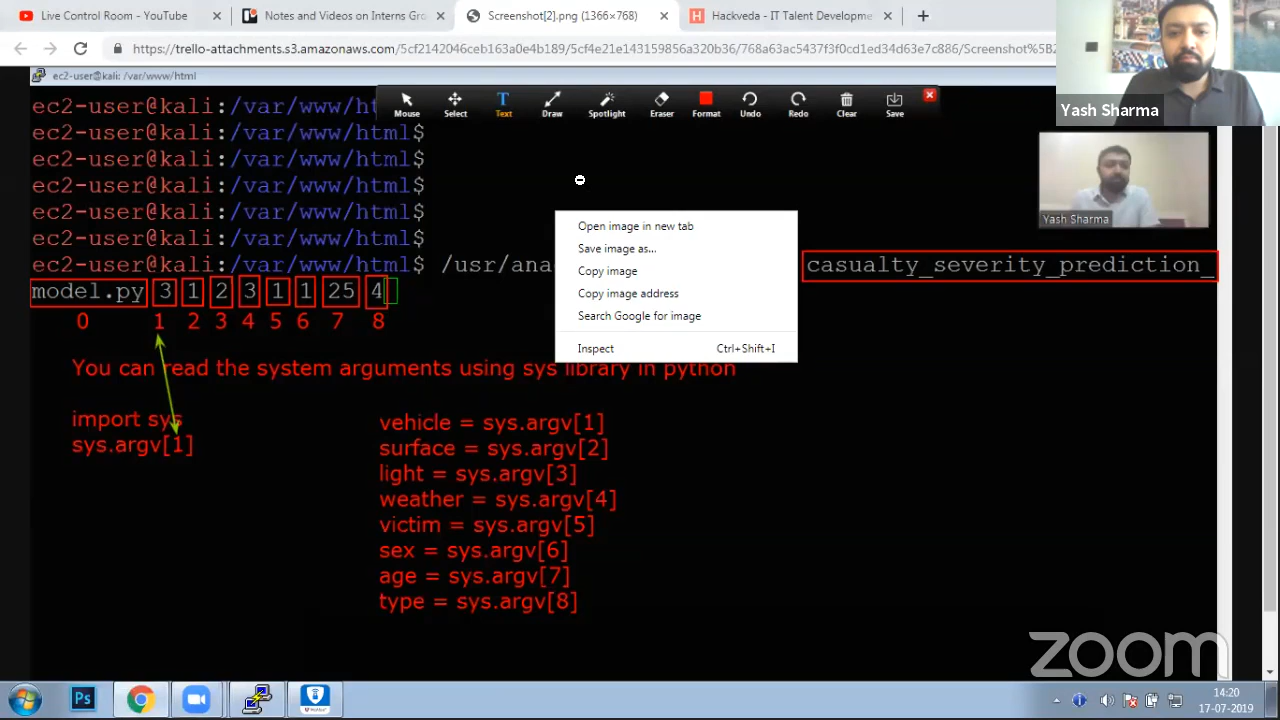 Live Control Room - YouTube
Notes and Videos on Interns Gro
Screenshot[2].png (1366×768)
Hackveda - IT Talent Developme
https://trello-attachments.s3.amazonaws.com/5cf2142046ceb163a0e4b189/5cf4e21e143159856a320b36/768a63ac5437f3f0cd1ed34d63e7c886/Screenshot%5B2
ec2-user@kali: /var/www/html
Mouse Select Text Draw Spotlight Eraser Format Undo Redo Clear Save
Yash Sharma
Yash Sharma
ec2-user@kali:/var/www/ht
ec2-user@kali:/var/www/html$
ec2-user@kali:/var/www/html$
ec2-user@kali:/var/www/html$
ec2-user@kali:/var/www/html$
ec2-user@kali:/var/www/html$
ec2-user@kali:/var/www/html$ /usr/ana casualty_severity_prediction_
model.py 3 1 2 3 1 1 25 4
0 1 2 3 4 5 6 7 8
Open image in new tab
Save image as...
Copy image
Copy image address
Search Google for image
Inspect Ctrl+Shift+I
You can read the system arguments using sys library in python
import sys
sys.argv[1]
vehicle = sys.argv[1]
surface = sys.argv[2]
light = sys.argv[3]
weather = sys.argv[4]
victim = sys.argv[5]
sex = sys.argv[6]
age = sys.argv[7]
type = sys.argv[8]
zoom
Ps
14:20
17-07-2019